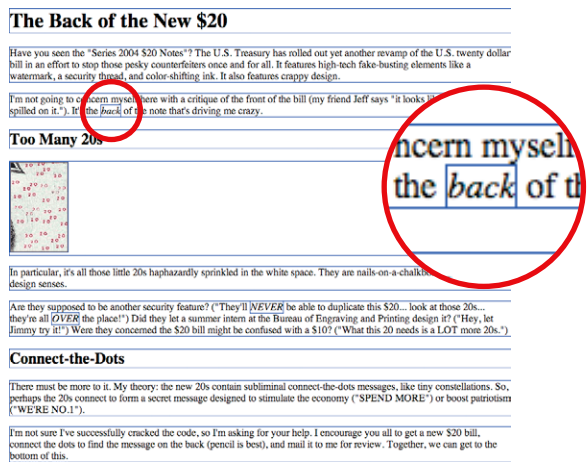 The Back of the New $20
Have you seen the "Series 2004 $20 Notes"? The U.S. Treasury has rolled out yet another revamp of the U.S. twenty dollar
bill in an effort to stop those pesky counterfeiters once and for all. It features high-tech fake-busting elements like a
watermark, a security thread, and color-shifting ink. It also features crappy design.
I'm not going to concern myself here with a critique of the front of the bill (my friend Jeff says "it looks
spilled on it."). It's the back of the note that's driving me crazy.
ncern mysel
the back of th
Too Many 20s
In particular, it's all those little 20s haphazardly sprinkled in the white space. They are nails-on-a-chalkbo
design senses.
Are they supposed to be another security feature? ("They'll NEVER be able to duplicate this $20... look at those 20s...
they're all OVER the place!") Did they let a summer intern at the Bureau of Engraving and Printing design it? ("Hey, let
Jimmy try it!") Were they concerned the $20 bill might be confused with a $10? ("What this 20 needs is a LOT more 20s.")
Connect-the-Dots
There must be more to it. My theory: the new 20s contain subliminal connect-the-dots messages, like tiny constellations. So,
perhaps the 20s connect to form a secret message designed to stimulate the economy ("SPEND MORE") or boost patriotism
("WE'RE NO.1").
I'm not sure I've successfully cracked the code, so I'm asking for your help. I encourage you all to get a new $20 bill,
connect the dots to find the message on the back (pencil is best), and mail it to me for review. Together, we can get to the
bottom of this.